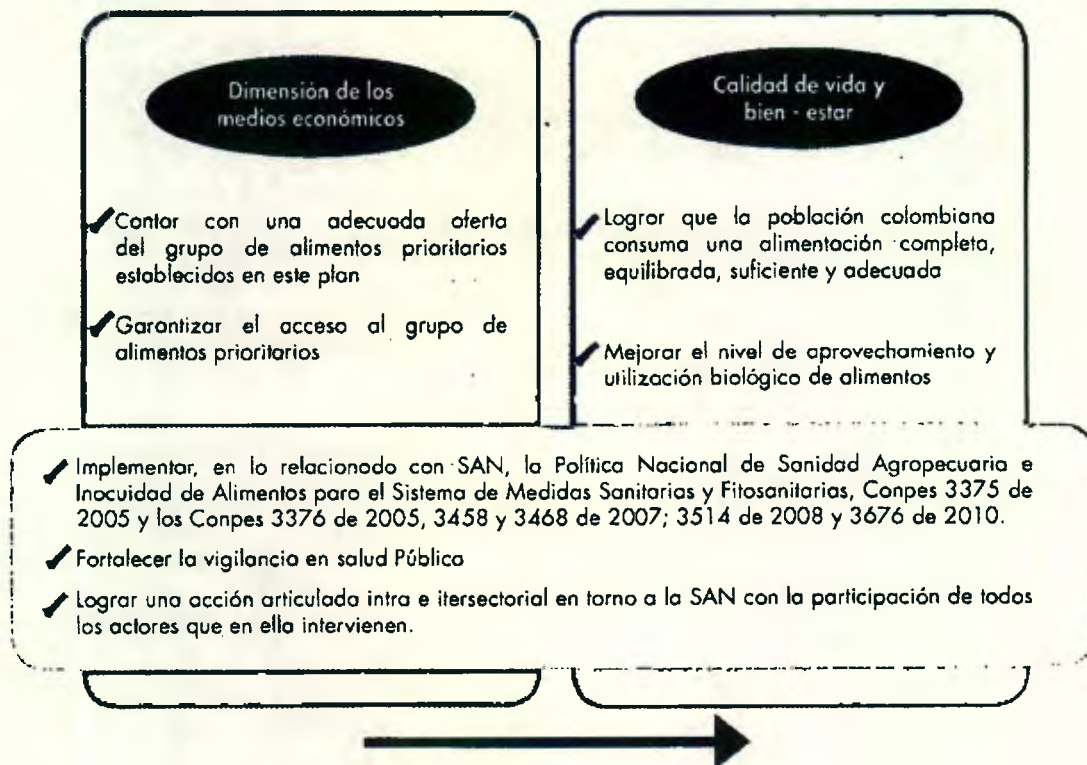 Dimensión de los
medios económicos
Contar con una adecuada oferta
del grupo de alimentos prioritarios
establecidos en este plan
Garantizar el acceso al grupo de
alimentos prioritarios
Calidad de vida y
bien - estar
Lograr que la población colombiana
consuma una alimentación completa,
equilibrada, suficiente y adecuada
Mejorar el nivel de aprovechamiento y
utilización biológico de alimentos
Implementar, en lo relacionado con SAN, la Política Nacional de Sanidad Agropecuaria e
Inocuidad de Alimentos para el Sistema de Medidas Sanitarias y Fitosanitarias, Conpes 3375 de
2005 y los Conpes 3376 de 2005, 3458 y 3468 de 2007; 3514 de 2008 y 3676 de 2010.
Fortalecer la vigilancia en salud Pública
Lograr una acción articulada intra e itersectorial en torno a la SAN con la participación de todos
los actores que en ella intervienen.